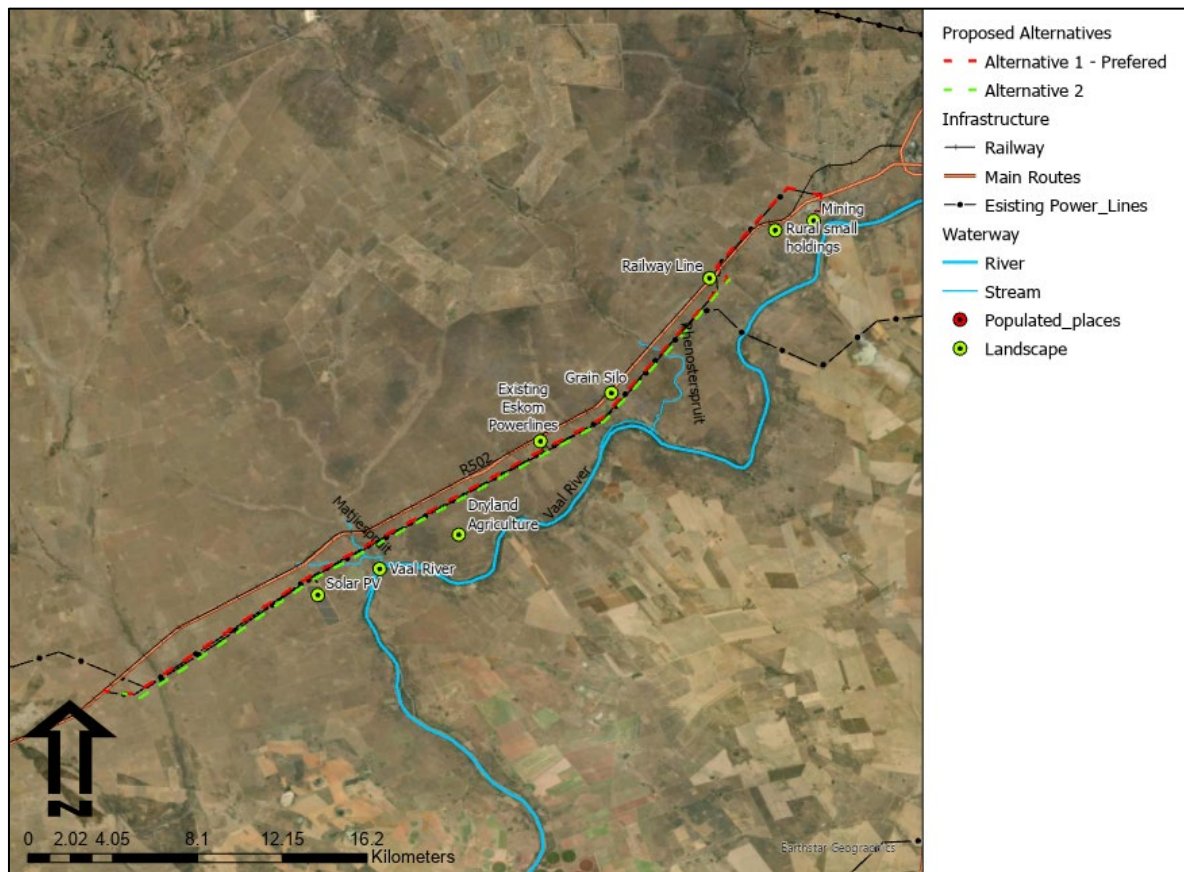 Proposed Alternatives
Alternative 1 - Prefered
Alternative 2
Infrastructure
Railway
Main Routes
Esisting Power_Lines
Waterway
River
Stream
Populated_places
Landscape
Mining
Rural small
holdings
Railway Line
Rhenosterspruit
Grain Silo
Existing
Eskom
Powerlines
R502
Vaal River
Matjiespruit
Dryland
Agriculture
Vaal River
Solar PV
N
0 2.02 4.05 8.1 12.15 16.2
Kilometers
Earthstar Geographics